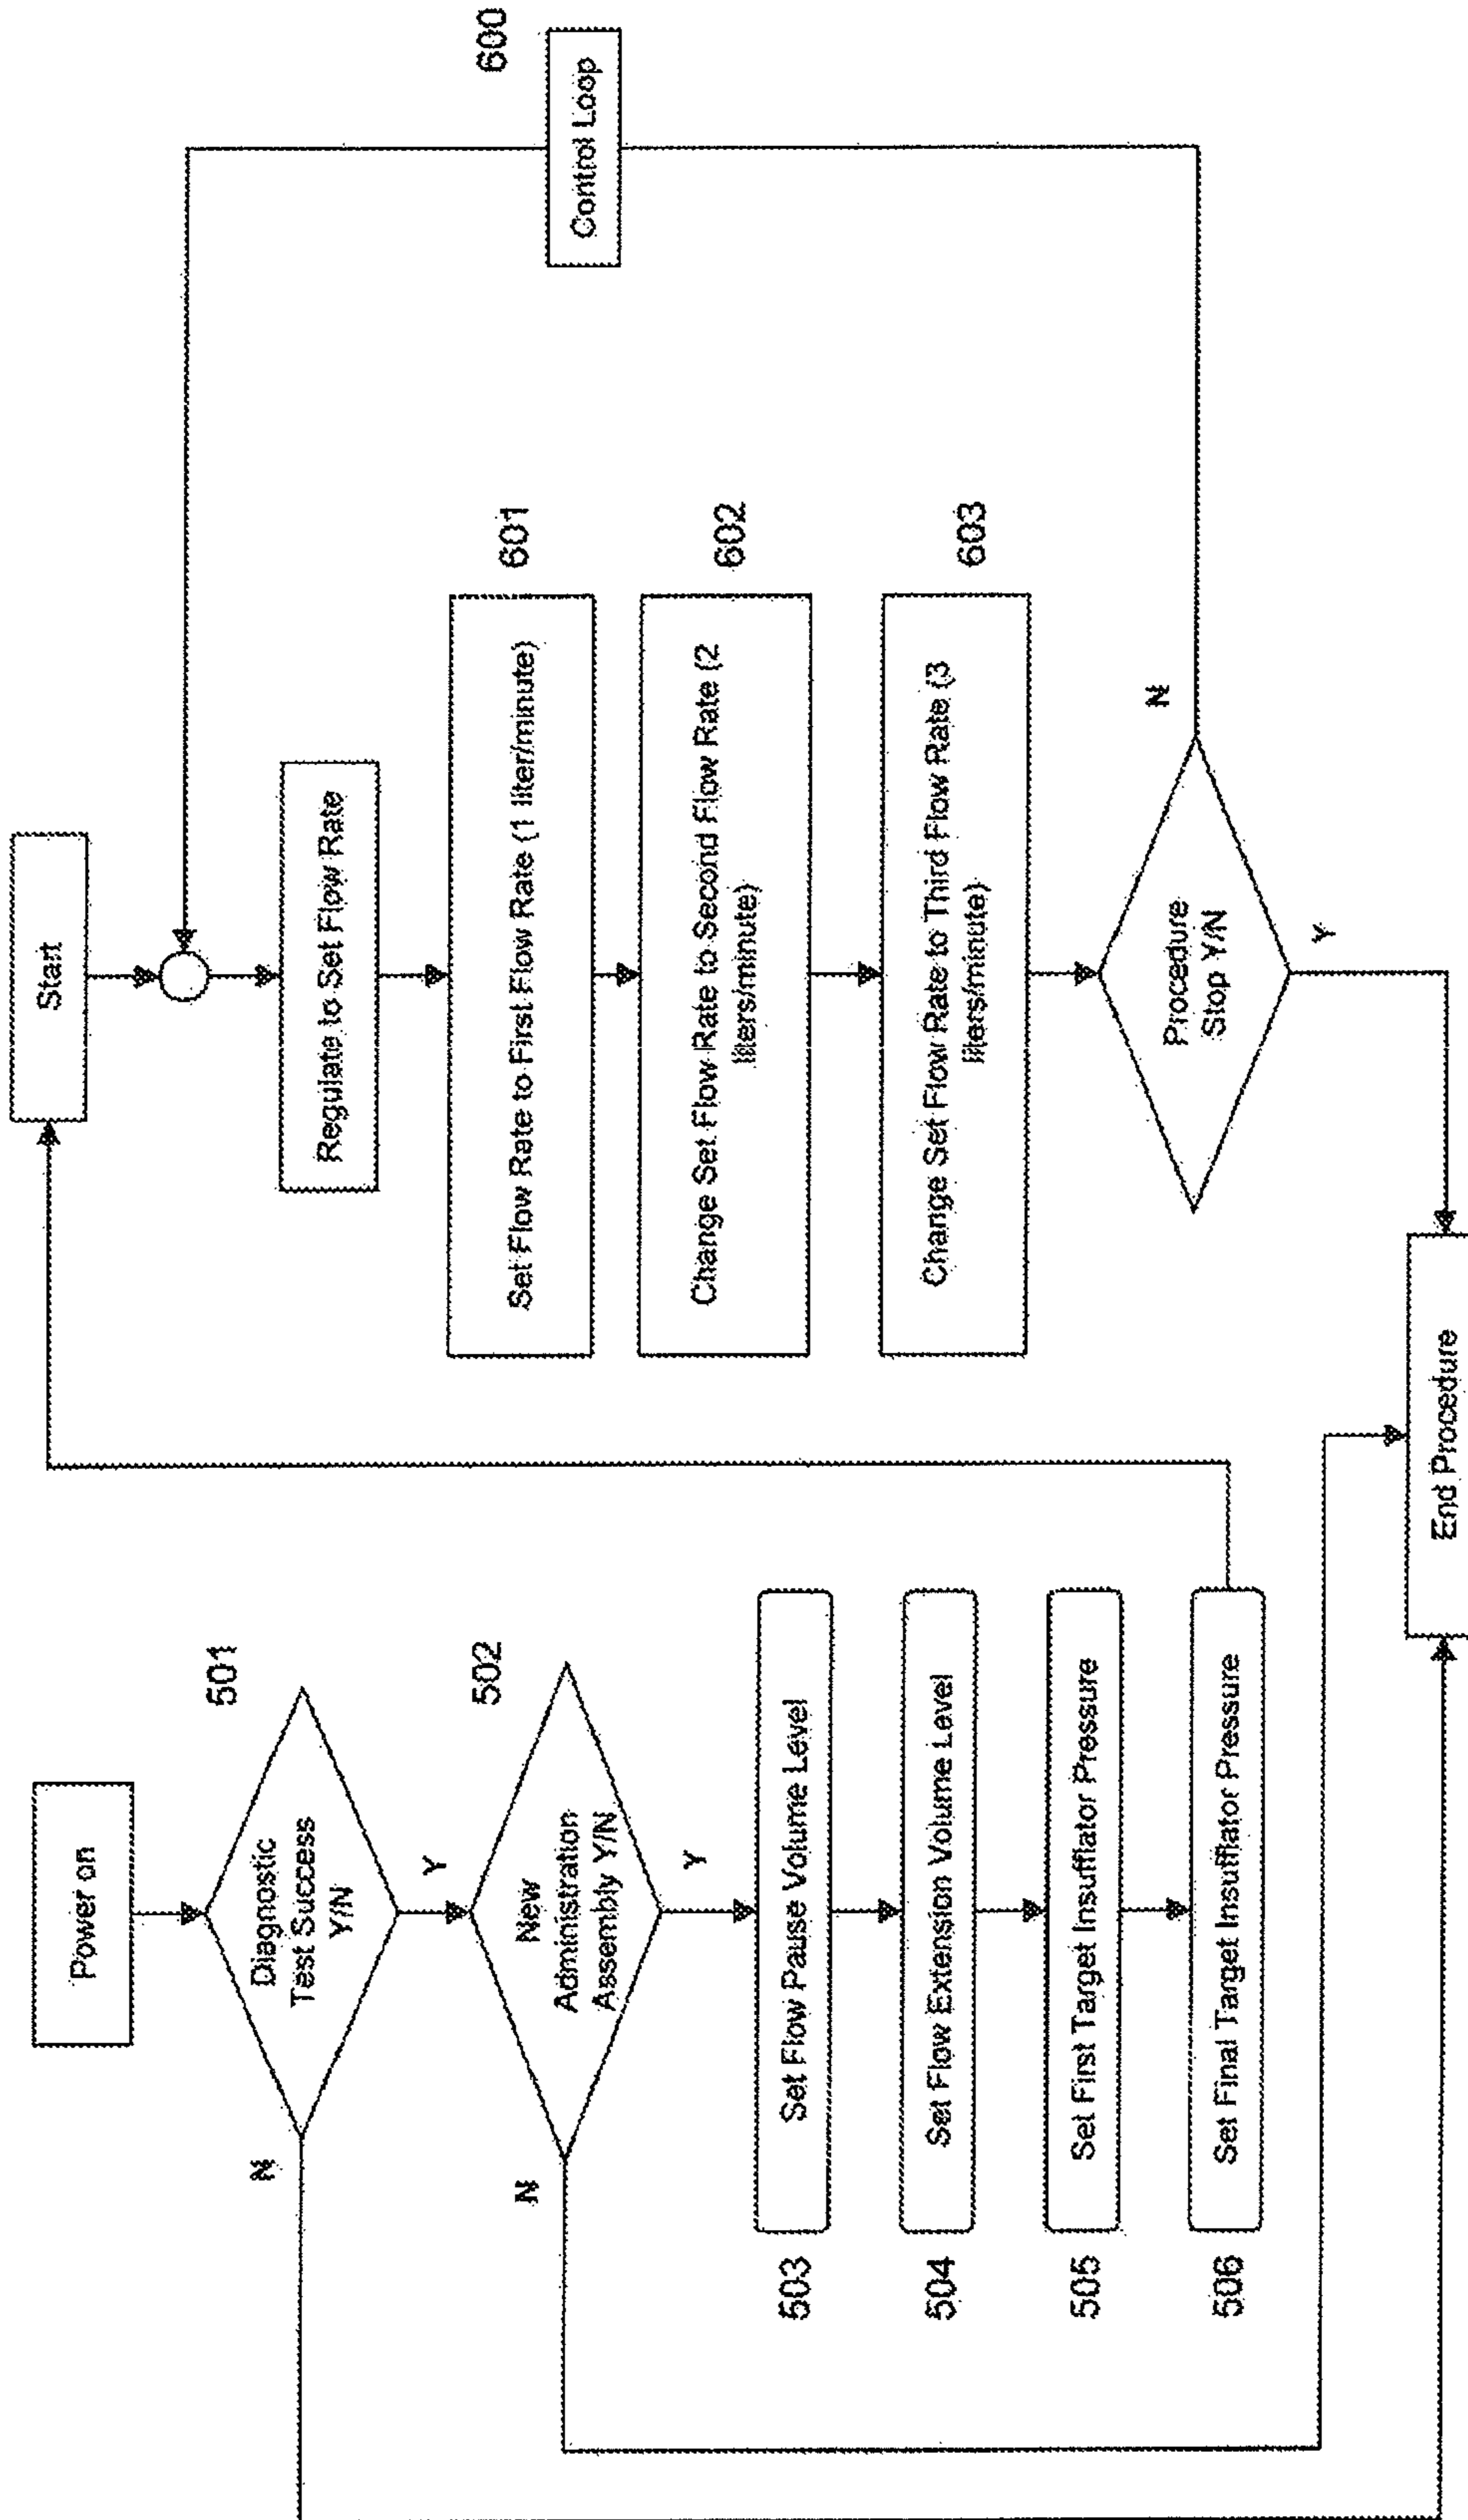 Power on
501
Diagnostic
Test Success
Y/N
N
Y
502
New
Administration
Assembly Y/N
N
Y
503
Set Flow Pause Volume Level
504
Set Flow Extension Volume Level
505
Set First Target Insufflator Pressure
506
Set Final Target Insufflator Pressure
End Procedure
Start
600
Control Loop
Regulate to Set Flow Rate
601
Set Flow Rate to First Flow Rate (1 liter/minute)
602
Change Set Flow Rate to Second Flow Rate (2
liters/minute)
603
Change Set Flow Rate to Third Flow Rate (3
liters/minute)
Procedure
Stop Y/N
N
Y